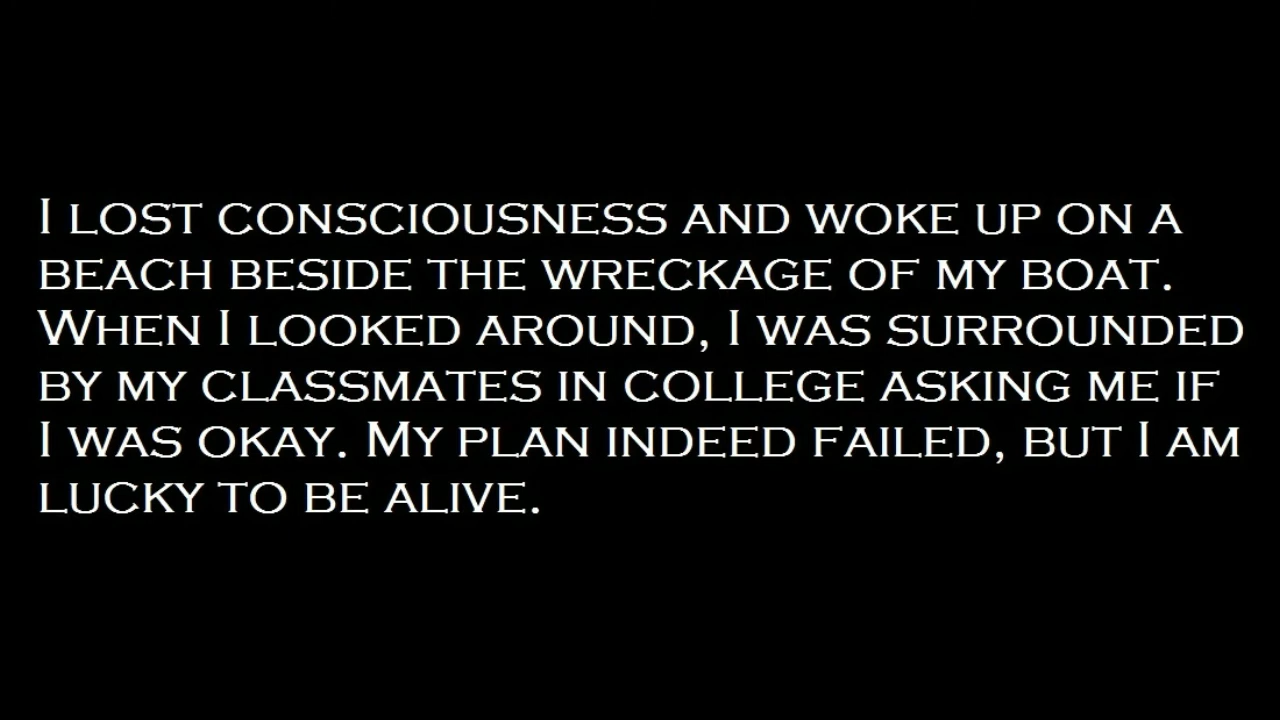 I LOST CONSCIOUSNESS AND WOKE UP ON A
BEACH BESIDE THE WRECKAGE OF MY BOAT.
WHEN I LOOKED AROUND, I WAS SURROUNDED
BY MY CLASSMATES IN COLLEGE ASKING ME IF
I WAS OKAY. MY PLAN INDEED FAILED, BUT I AM
LUCKY TO BE ALIVE.